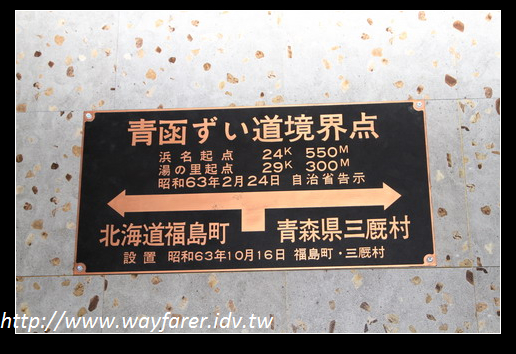 青函ずい道境界点
浜名起点 24K 550M
湯の里起点 29K 300M
昭和63年2月24日 自治省告示
北海道福島町 青森県三厩村
設置 昭和63年10月16日 福島町・三厩村
http://www.wayfarer.idv.tw